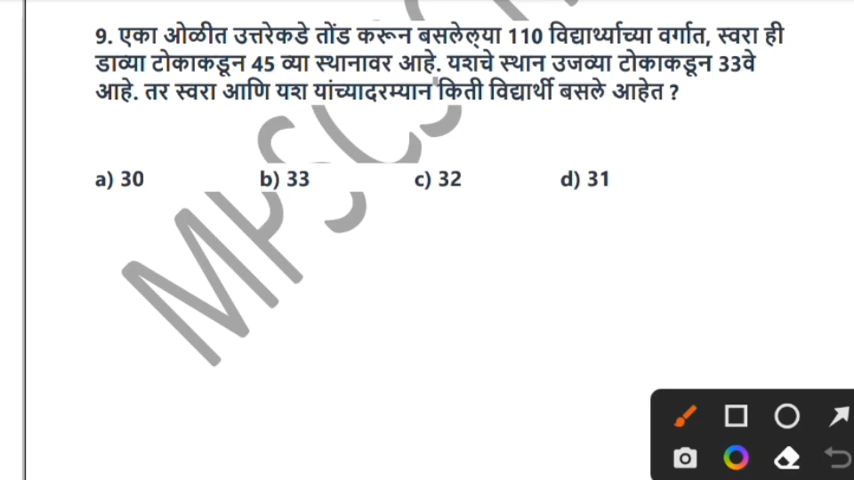 9. एका ओळीत उत्तरेकडे तोंड करून बसलेल्या 110 विद्यार्थ्यांच्या वर्गात, स्वरा ही
डाव्या टोकाकडून 45 व्या स्थानावर आहे. यशचे स्थान उजव्या टोकाकडून 33वे
आहे. तर स्वरा आणि यश यांच्यादरम्यान किती विद्यार्थी बसले आहेत ?
a) 30 b) 33 c) 32 d) 31